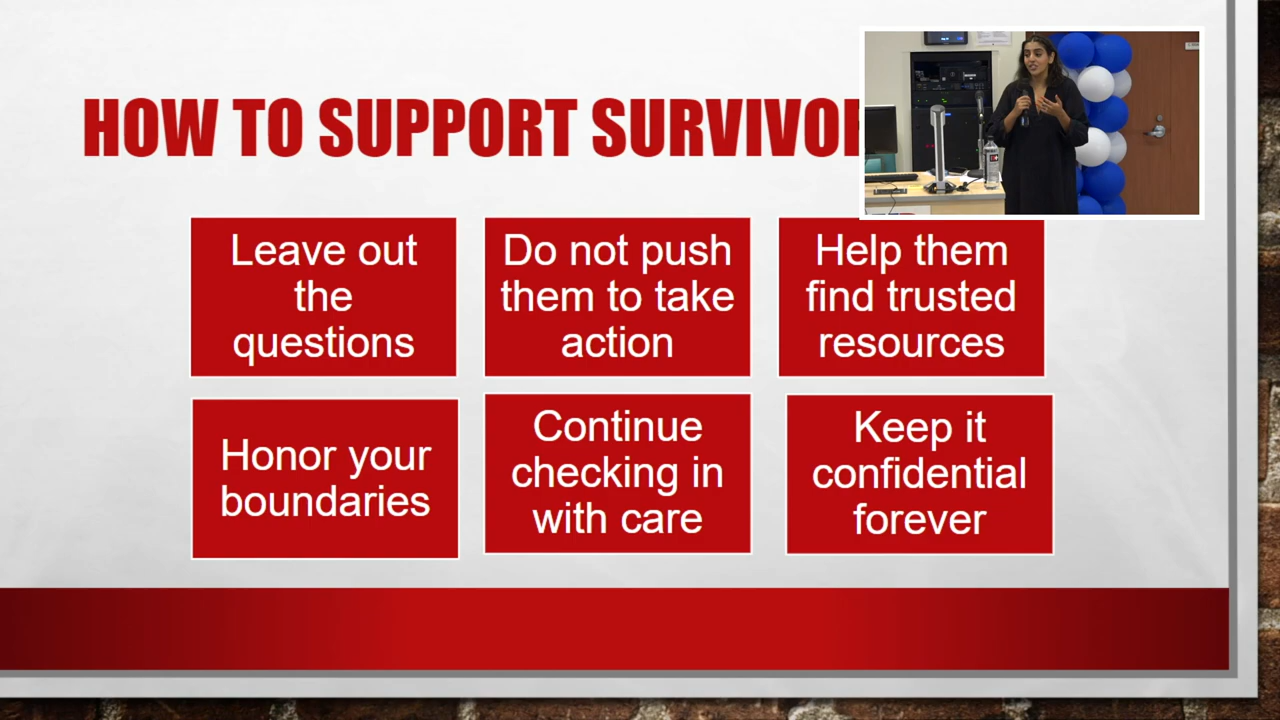 HOW TO SUPPORT
Leave out
the
questions
Do not push
them to take
action
Help them
find trusted
resources
Honor your
boundaries
Continue
checking in
with care
Keep it
confidential
forever